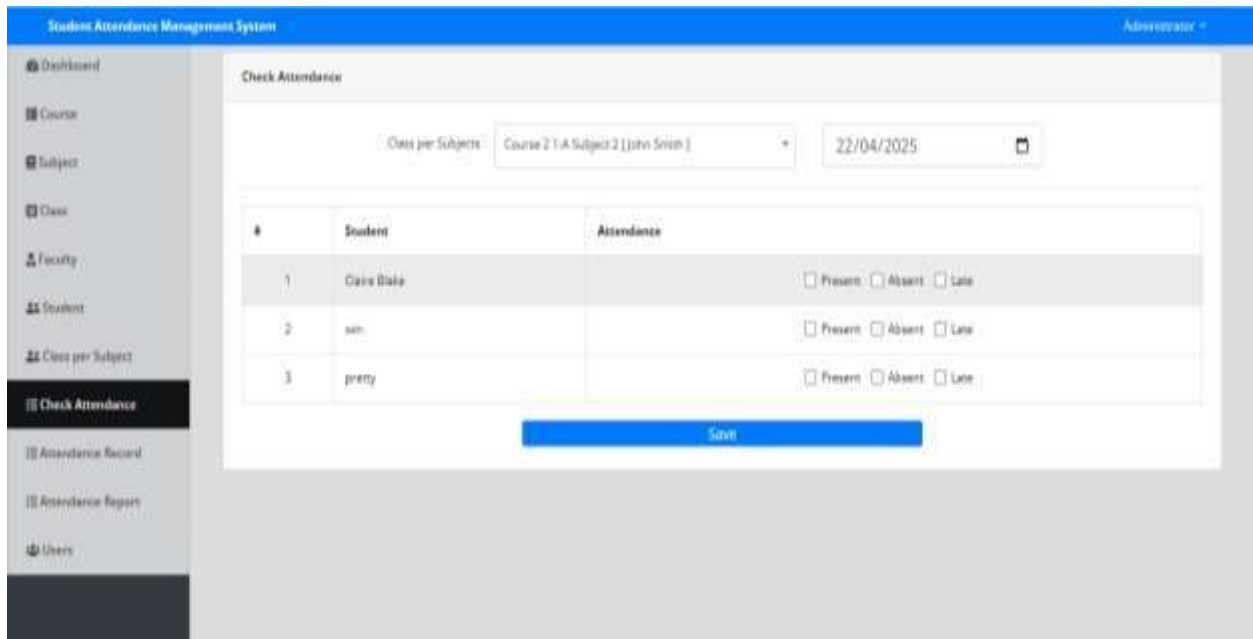 Student Attendance Management System
Administrator
Dashboard
Course
Subject
Class
Faculty
Student
Class per Subject
Check Attendance
Attendance Record
Attendance Report
Users
Check Attendance
Class per Subjects
Course 2 1-A Subject 2 [ John Smith ]
22/04/2025
# Student Attendance
1 Claire Blake Present Absent Late
2 Present Absent Late
3 pretty Present Absent Late
Save